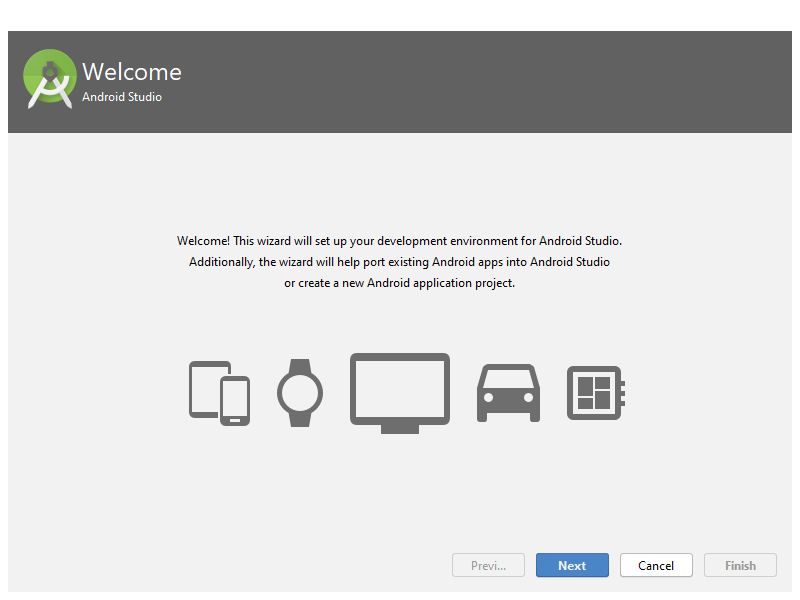 Welcome
Android Studio
Welcome! This wizard will set up your development environment for Android Studio.
Additionally, the wizard will help port existing Android apps into Android Studio
or create a new Android application project.
Previ...
Next
Cancel
Finish